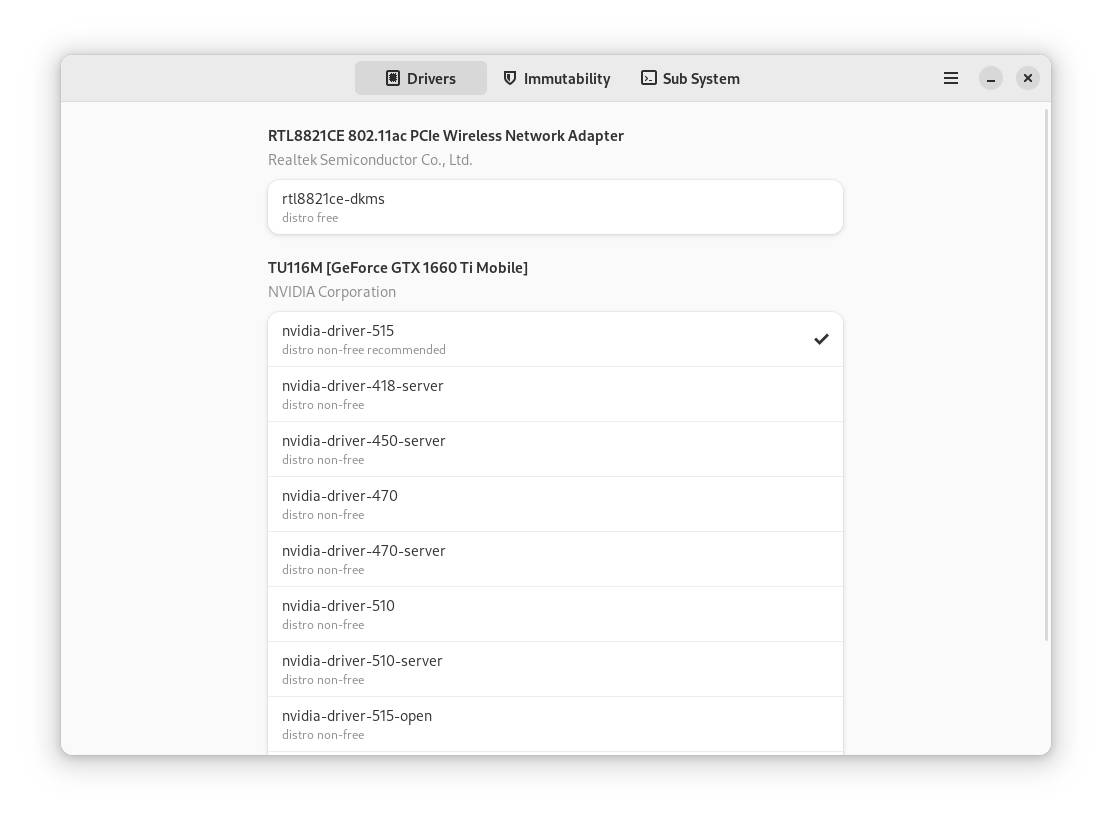 Drivers
Immutability
Sub System
RTL8821CE 802.11ac PCIe Wireless Network Adapter
Realtek Semiconductor Co., Ltd.
rtl8821ce-dkms
distro free
TU116M [GeForce GTX 1660 Ti Mobile]
NVIDIA Corporation
nvidia-driver-515
distro non-free recommended
nvidia-driver-418-server
distro non-free
nvidia-driver-450-server
distro non-free
nvidia-driver-470
distro non-free
nvidia-driver-470-server
distro non-free
nvidia-driver-510
distro non-free
nvidia-driver-510-server
distro non-free
nvidia-driver-515-open
distro non-free